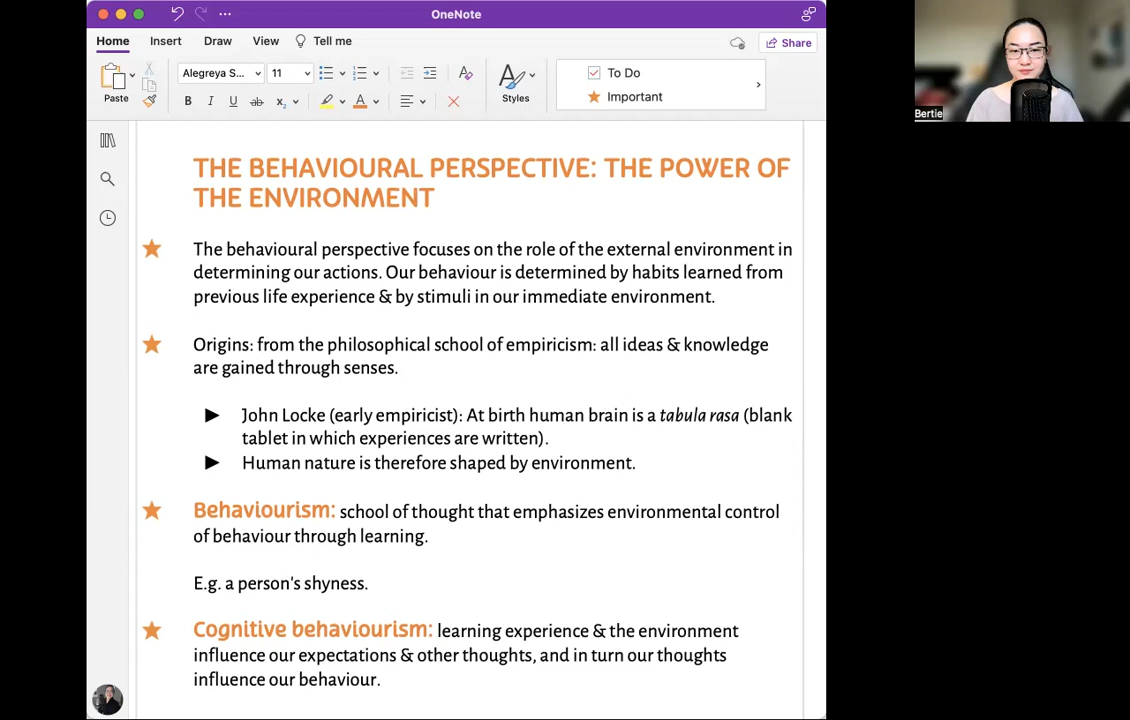 OneNote
Home Insert Draw View Tell me
Share
Paste
Alegreya S... 11
Styles
To Do
Important
Bertie
THE BEHAVIOURAL PERSPECTIVE: THE POWER OF
THE ENVIRONMENT
The behavioural perspective focuses on the role of the external environment in
determining our actions. Our behaviour is determined by habits learned from
previous life experience & by stimuli in our immediate environment.
Origins: from the philosophical school of empiricism: all ideas & knowledge
are gained through senses.
John Locke (early empiricist): At birth human brain is a tabula rasa (blank
tablet in which experiences are written).
Human nature is therefore shaped by environment.
Behaviourism: school of thought that emphasizes environmental control
of behaviour through learning.
E.g. a person's shyness.
Cognitive behaviourism: learning experience & the environment
influence our expectations & other thoughts, and in turn our thoughts
influence our behaviour.